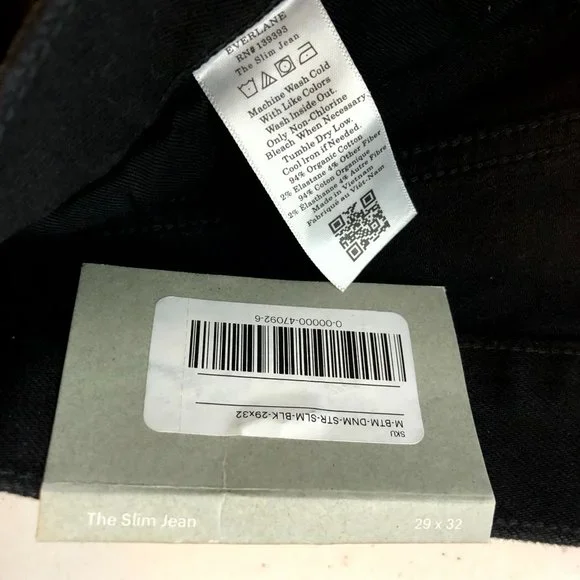 EVERLANE
RN# 139393
The Slim Jean
Machine Wash Cold
With Like Colors
Wash Inside Out.
Only Non-Chlorine
Bleach When Necessary
Tumble Dry Low.
Cool Iron if Needed.
94% Organic Cotton
2% Elastane 4% Other Fiber
94% Coton Organique
2% Élasthane 4% Autre Fibre
Made in Vietnam
Fabriqué au Viêt-Nam
0-00000-47092-6
SKU
M-BTM-DNM-STR-SLM-BLK-29x32
The Slim Jean
29 x 32